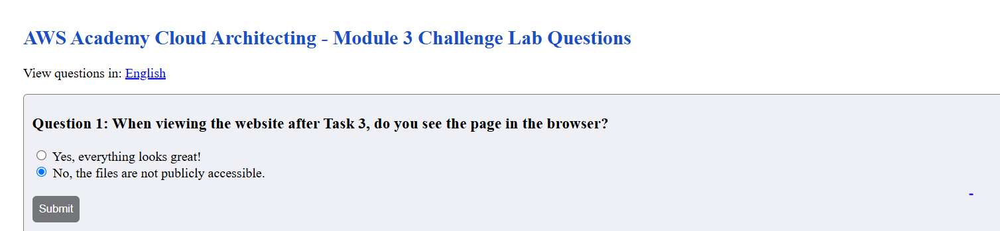 AWS Academy Cloud Architecting - Module 3 Challenge Lab Questions
View questions in: English
Question 1: When viewing the website after Task 3, do you see the page in the browser?
Yes, everything looks great!
No, the files are not publicly accessible.
Submit